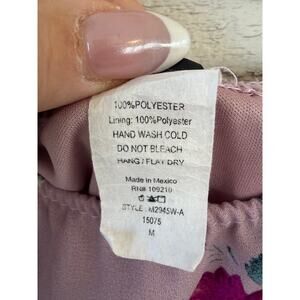 100%POLYESTER
Lining: 100%Polyester
HAND WASH COLD
DO NOT BLEACH
HANG / FLAT DRY
Made in Mexico
RN# 109210
STYLE : M2945W-A
15075
M